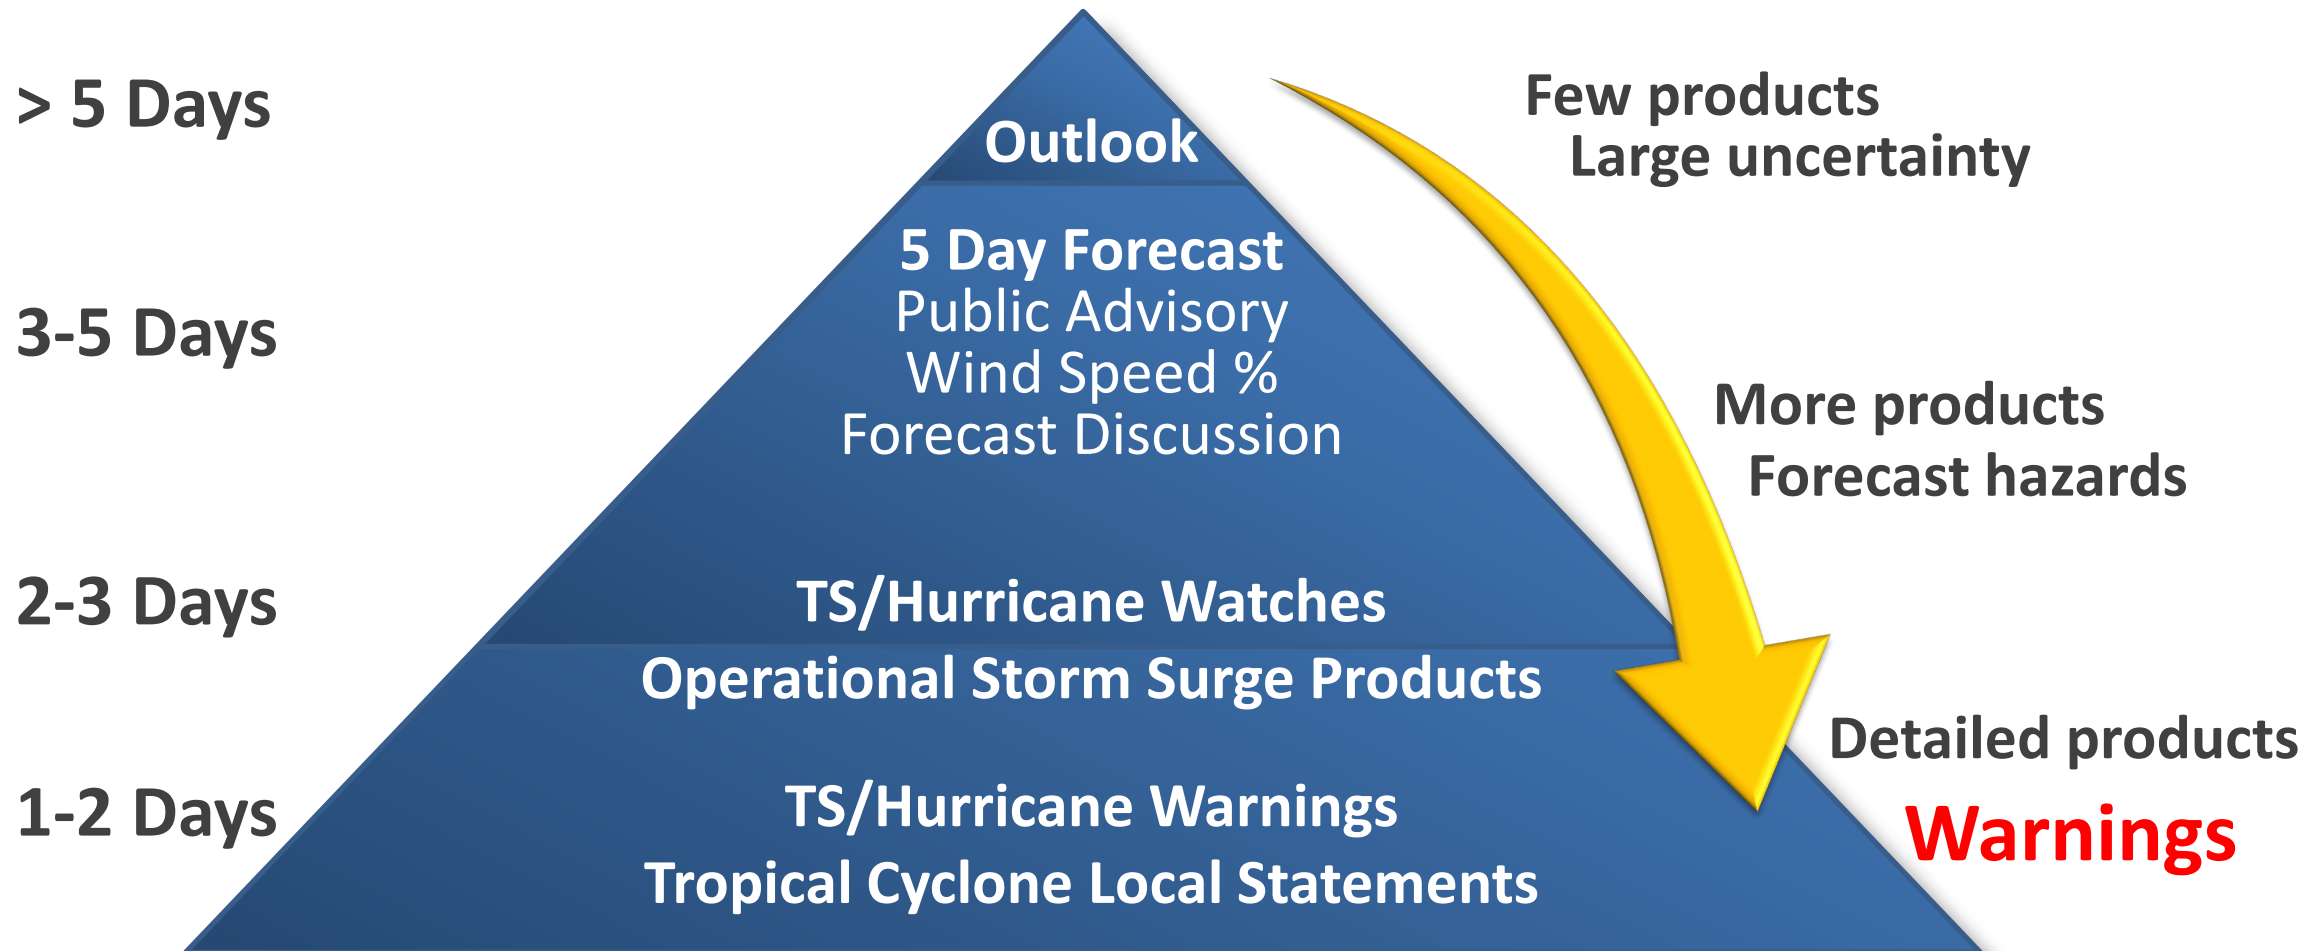 > 5 Days
3-5 Days
2-3 Days
1-2 Days
Outlook
5 Day Forecast
Public Advisory
Wind Speed %
Forecast Discussion
TS/Hurricane Watches
Operational Storm Surge Products
TS/Hurricane Warnings
Tropical Cyclone Local Statements
Few products
Large uncertainty
More products
Forecast hazards
Detailed products
Warnings